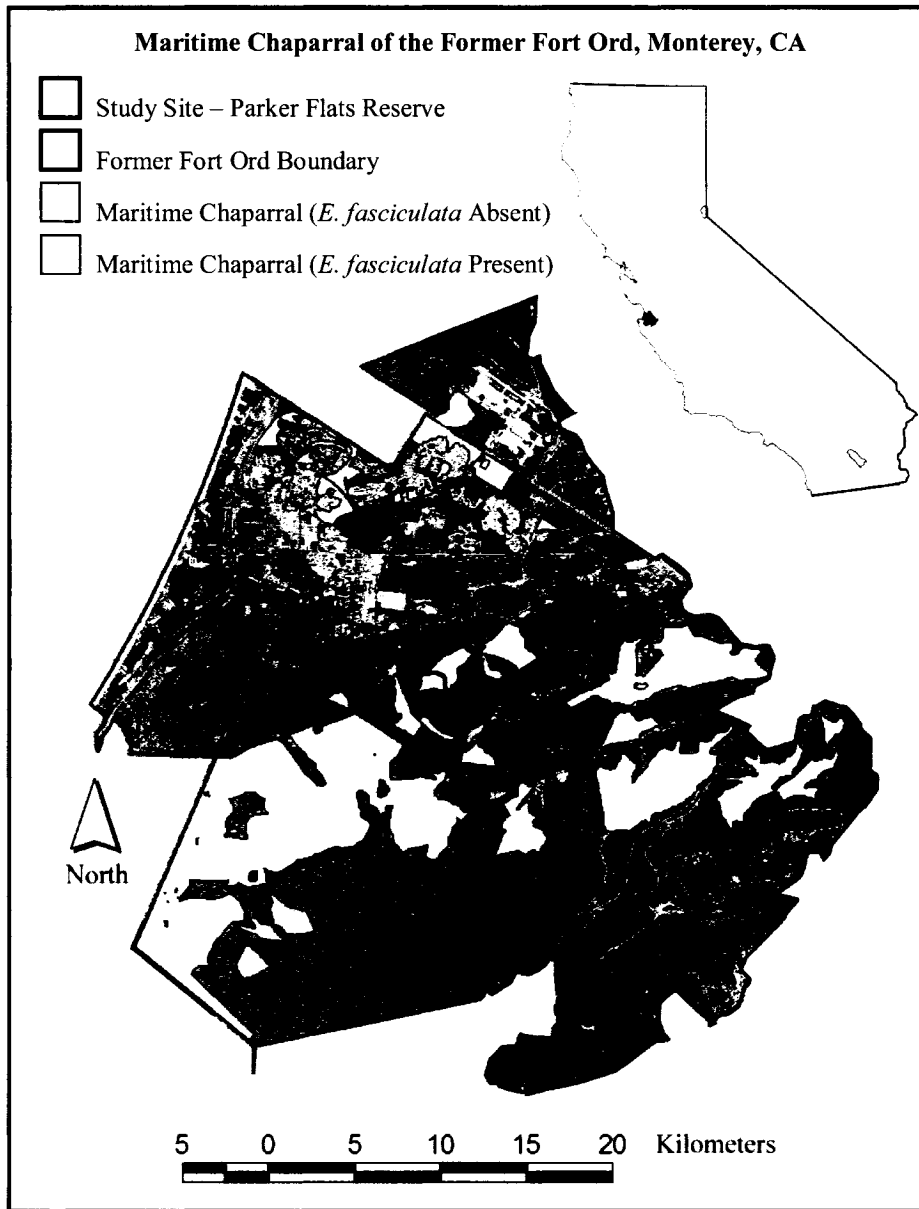 Maritime Chaparral of the Former Fort Ord, Monterey, CA
Study Site – Parker Flats Reserve
Former Fort Ord Boundary
Maritime Chaparral (E. fasciculata Absent)
Maritime Chaparral (E. fasciculata Present)
North
5 0 5 10 15 20 Kilometers